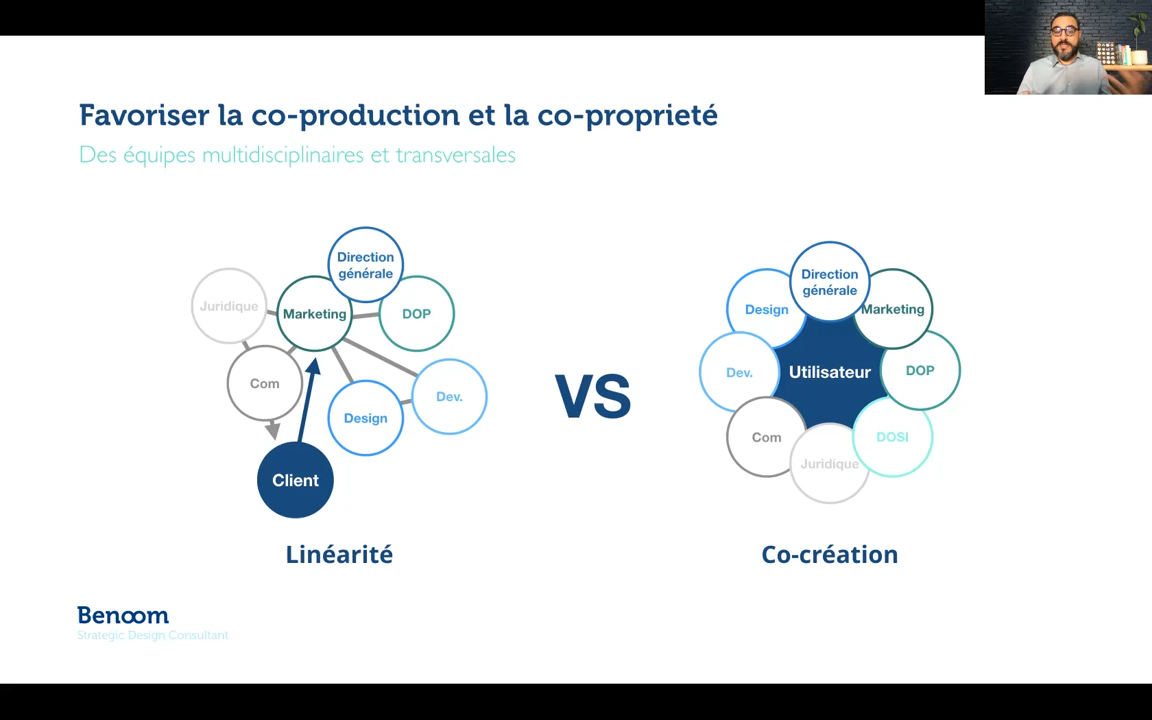 Favoriser la co-production et la co-proprieté
Des équipes multidisciplinaires et transversales
Direction
générale
Juridique
Marketing
DOP
Com
Dev.
Design
Client
Linéarité
VS
Direction
générale
Design
Marketing
Dev.
Utilisateur
DOP
Com
DOSI
Juridique
Co-création
Benoom
Strategic Design Consultant